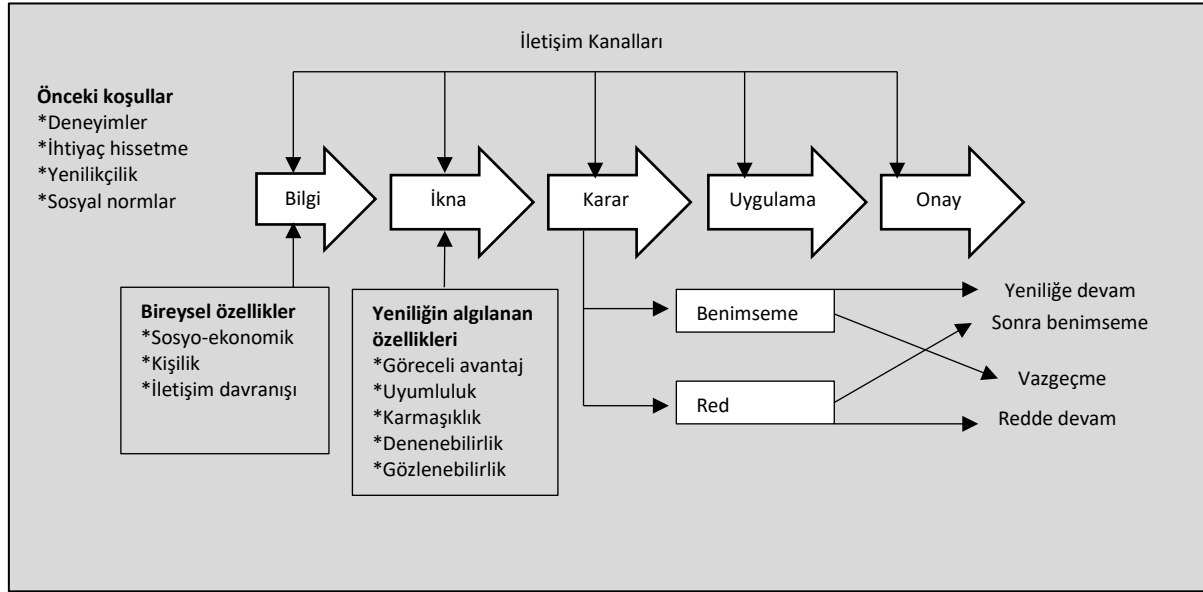 İletişim Kanalları
Önceki koşullar
*Deneyimler
*İhtiyaç hissetme
*Yenilikçilik
*Sosyal normlar
Bilgi
İkna
Karar
Uygulama
Onay
Bireysel özellikler
*Sosyo-ekonomik
*Kişilik
*İletişim davranışı
Yeniliğin algılanan
özellikleri
*Göreceli avantaj
*Uyumluluk
*Karmaşıklık
*Denenebilirlik
*Gözlenebilirlik
Benimseme
Red
Yeniliğe devam
Sonra benimseme
Vazgeçme
Redde devam